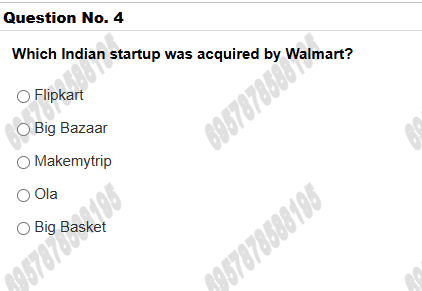 Question No. 4
Which Indian startup was acquired by Walmart?
Flipkart
Big Bazaar
Makemytrip
Ola
Big Basket